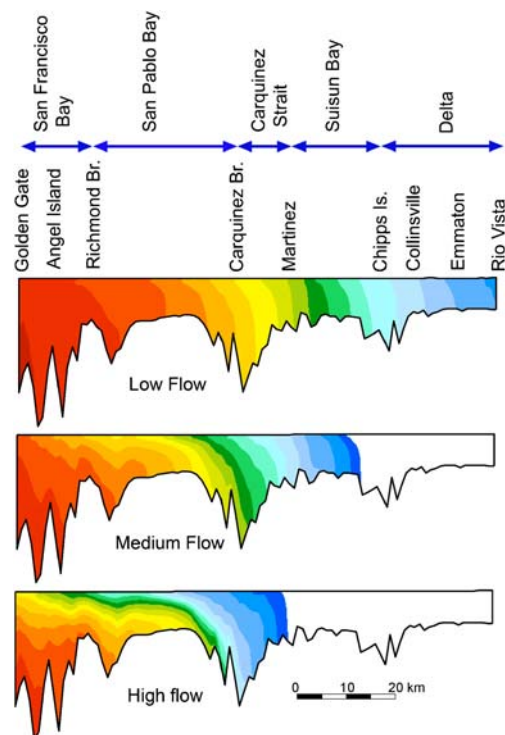 San Francisco
Bay
San Pablo Bay
Carquinez
Strait
Suisun Bay
Delta
Golden Gate
Angel Island
Richmond Br.
Carquinez Br.
Martinez
Chipps Is.
Collinsville
Emmaton
Rio Vista
Low Flow
Medium Flow
High flow
0 10 20 km